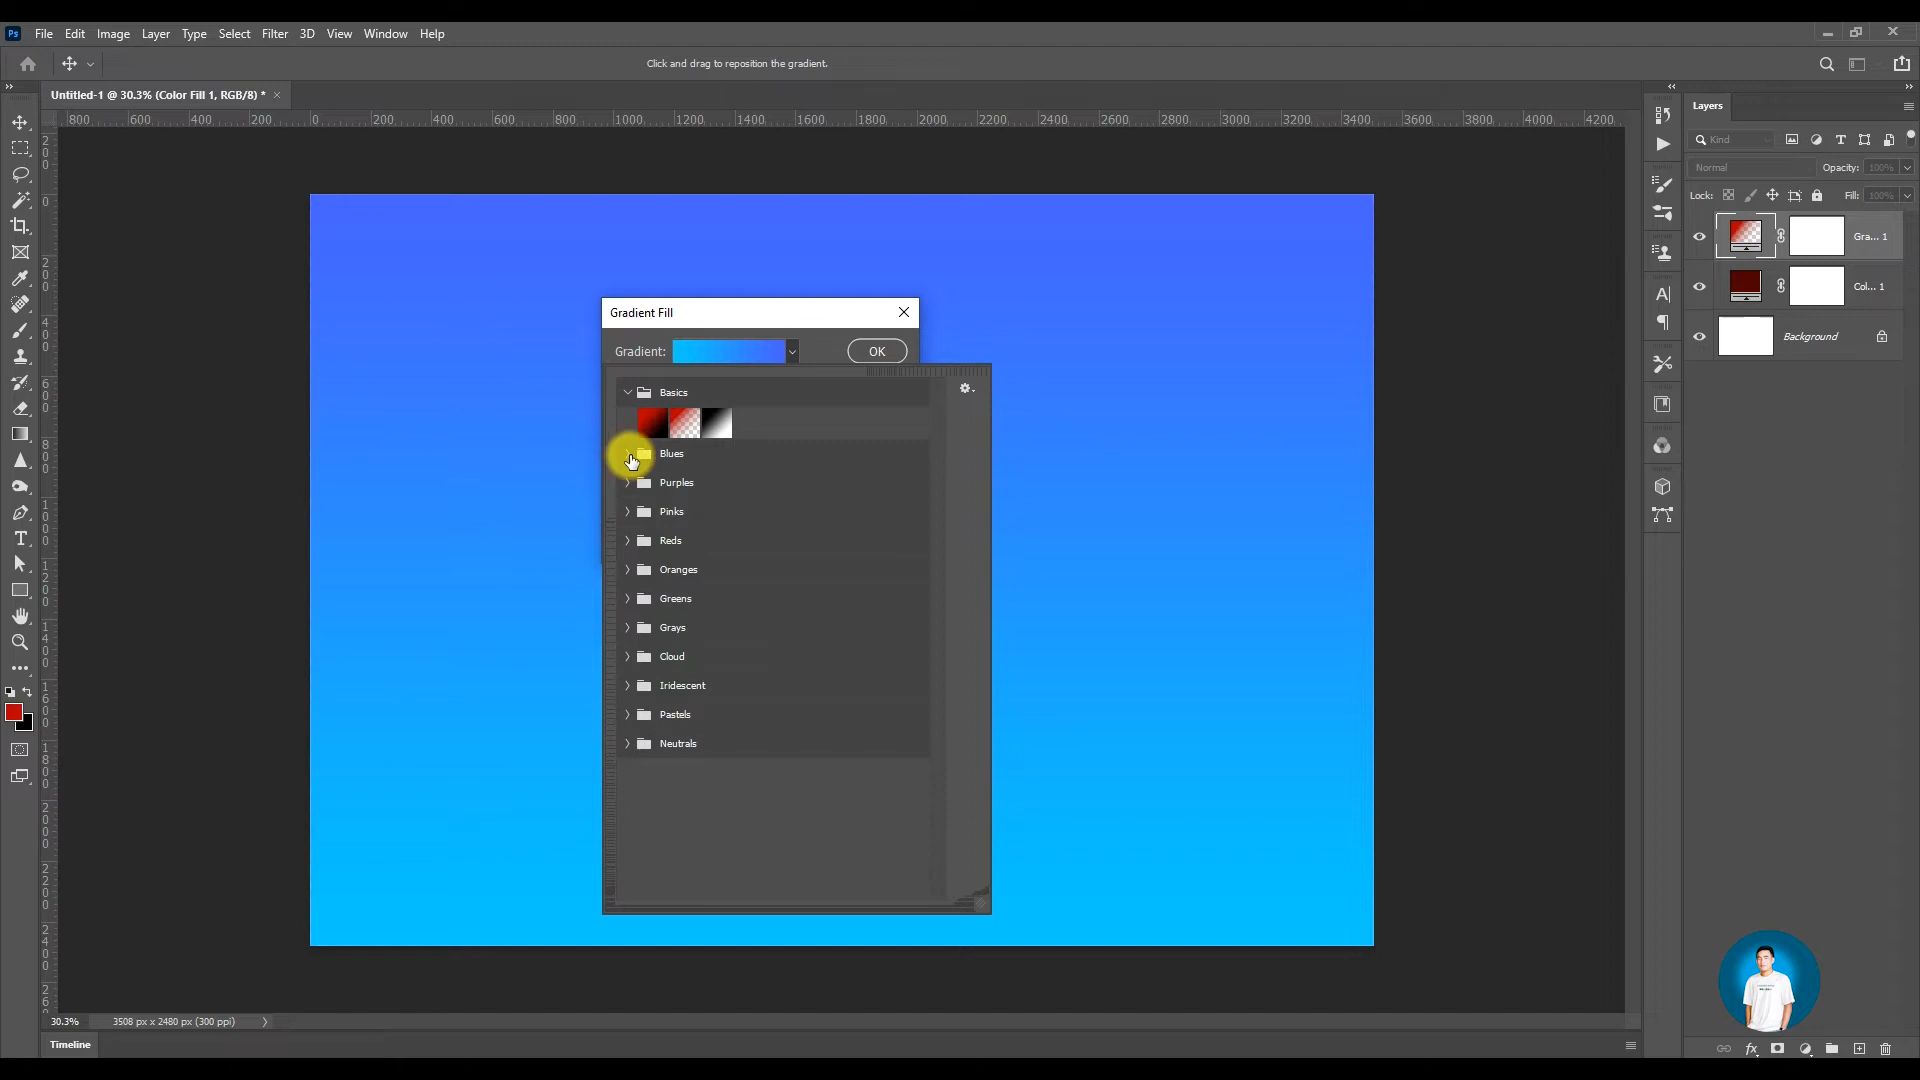 Ps File Edit Image Layer Type Select Filter 3D View Window Help
Click and drag to reposition the gradient.
Untitled-1 @ 30.3% (Color Fill 1, RGB/8) * ×
800 600 400 200 0 200 400 600 800 1000 1200 1400 1600 1800 2000 2200 2400 2600 2800 3000 3200 3400 3600 3800 4000 4200
Layers
Kind
Normal Opacity: 100%
Lock: Fill: 100%
Gra... 1
Col... 1
Background
Gradient Fill
Gradient: OK
Basics
Blues
Purples
Pinks
Reds
Oranges
Greens
Grays
Cloud
Iridescent
Pastels
Neutrals
30.3% 3508 px x 2480 px (300 ppi)
Timeline